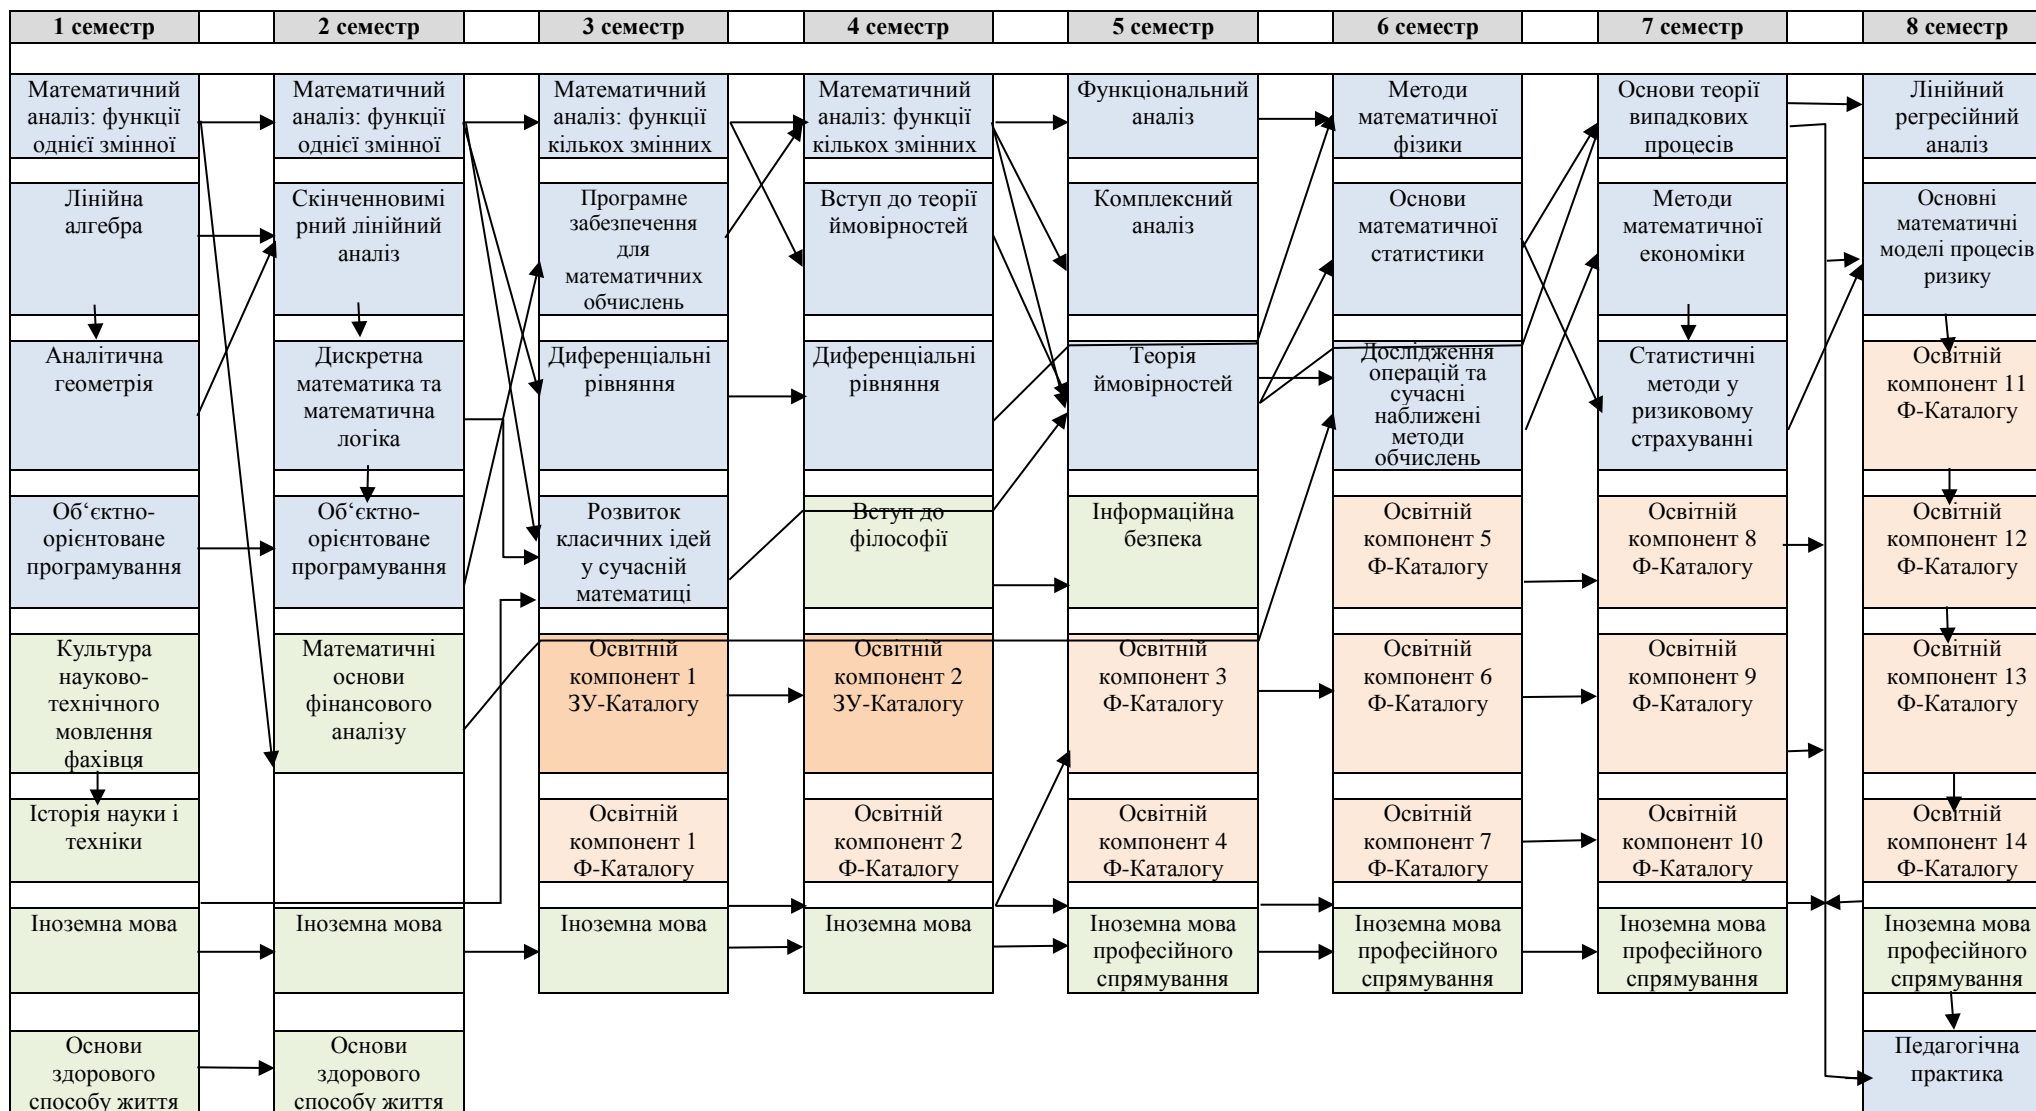 1 семестр
2 семестр
3 семестр
4 семестр
5 семестр
6 семестр
7 семестр
8 семестр
Математичний
аналіз: функції
однієї змінної
Математичний
аналіз: функції
однієї змінної
Математичний
аналіз: функції
кількох змінних
Математичний
аналіз: функції
кількох змінних
Функціональний
аналіз
Методи
математичної
фізики
Основи теорії
випадкових
процесів
Лінійний
регресійний
аналіз
Лінійна
алгебра
Скінченновимі
рний лінійний
аналіз
Програмне
забезпечення
для
математичних
обчислень
Вступ до теорії
ймовірностей
Комплексний
аналіз
Основи
математичної
статистики
Методи
математичної
економіки
Основні
математичні
моделі процесів
ризику
Аналітична
геометрія
Дискретна
математика та
математична
логіка
Диференціальні
рівняння
Диференціальні
рівняння
Теорія
ймовірностей
Дослідження
операцій та
сучасні
наближені
методи
обчислень
Статистичні
методи у
ризиковому
страхуванні
Освітній
компонент 11
Ф-Каталогу
Об‘єктно-
орієнтоване
програмування
Об‘єктно-
орієнтоване
програмування
Розвиток
класичних ідей
у сучасній
математиці
Вступ до
філософії
Інформаційна
безпека
Освітній
компонент 5
Ф-Каталогу
Освітній
компонент 8
Ф-Каталогу
Освітній
компонент 12
Ф-Каталогу
Культура
науково-
технічного
мовлення
фахівця
Математичні
основи
фінансового
аналізу
Освітній
компонент 1
ЗУ-Каталогу
Освітній
компонент 2
ЗУ-Каталогу
Освітній
компонент 3
Ф-Каталогу
Освітній
компонент 6
Ф-Каталогу
Освітній
компонент 9
Ф-Каталогу
Освітній
компонент 13
Ф-Каталогу
Історія науки і
техніки
Освітній
компонент 1
Ф-Каталогу
Освітній
компонент 2
Ф-Каталогу
Освітній
компонент 4
Ф-Каталогу
Освітній
компонент 7
Ф-Каталогу
Освітній
компонент 10
Ф-Каталогу
Освітній
компонент 14
Ф-Каталогу
Іноземна мова
Іноземна мова
Іноземна мова
Іноземна мова
Іноземна мова
професійного
спрямування
Іноземна мова
професійного
спрямування
Іноземна мова
професійного
спрямування
Іноземна мова
професійного
спрямування
Основи
здорового
способу життя
Основи
здорового
способу життя
Педагогічна
практика